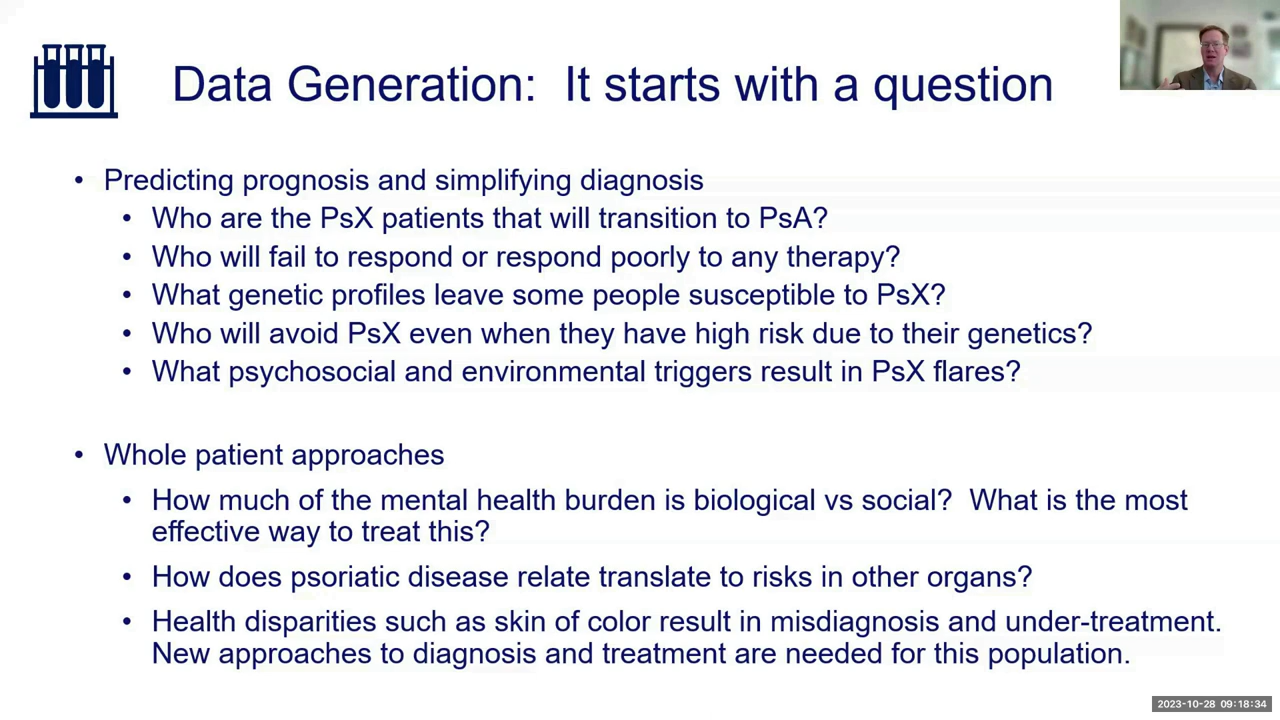 Data Generation:  It starts with a question
• Predicting prognosis and simplifying diagnosis
• Who are the PsX patients that will transition to PsA?
• Who will fail to respond or respond poorly to any therapy?
• What genetic profiles leave some people susceptible to PsX?
• Who will avoid PsX even when they have high risk due to their genetics?
• What psychosocial and environmental triggers result in PsX flares?
• Whole patient approaches
• How much of the mental health burden is biological vs social?  What is the most
effective way to treat this?
• How does psoriatic disease relate translate to risks in other organs?
• Health disparities such as skin of color result in misdiagnosis and under-treatment.
New approaches to diagnosis and treatment are needed for this population.
2023-10-28 09:18:34